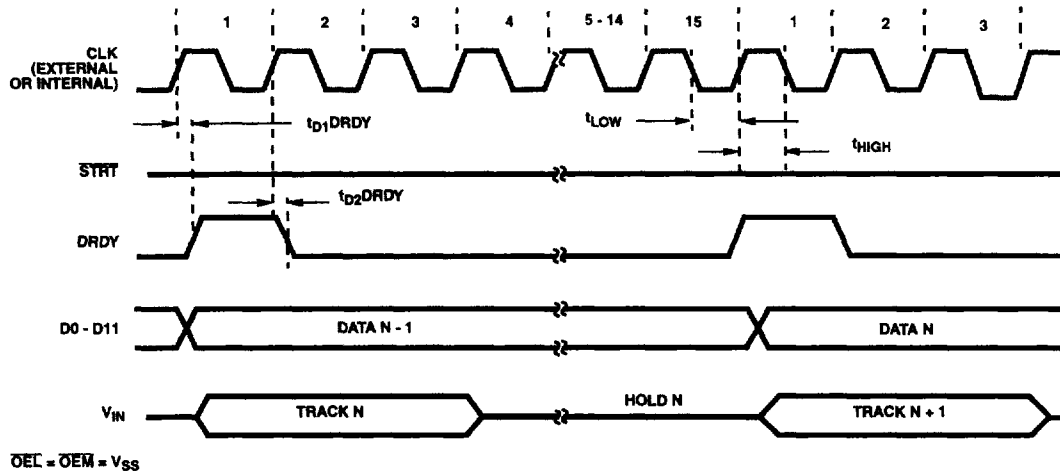 1 2 3 4 5 - 14 15 1 2 3
CLK
(EXTERNAL
OR INTERNAL)
tD1DRDY
tLOW
tHIGH
STRT
tD2DRDY
DRDY
D0 - D11
DATA N - 1
DATA N
VIN
TRACK N
HOLD N
TRACK N + 1
OEL = OEM = VSS